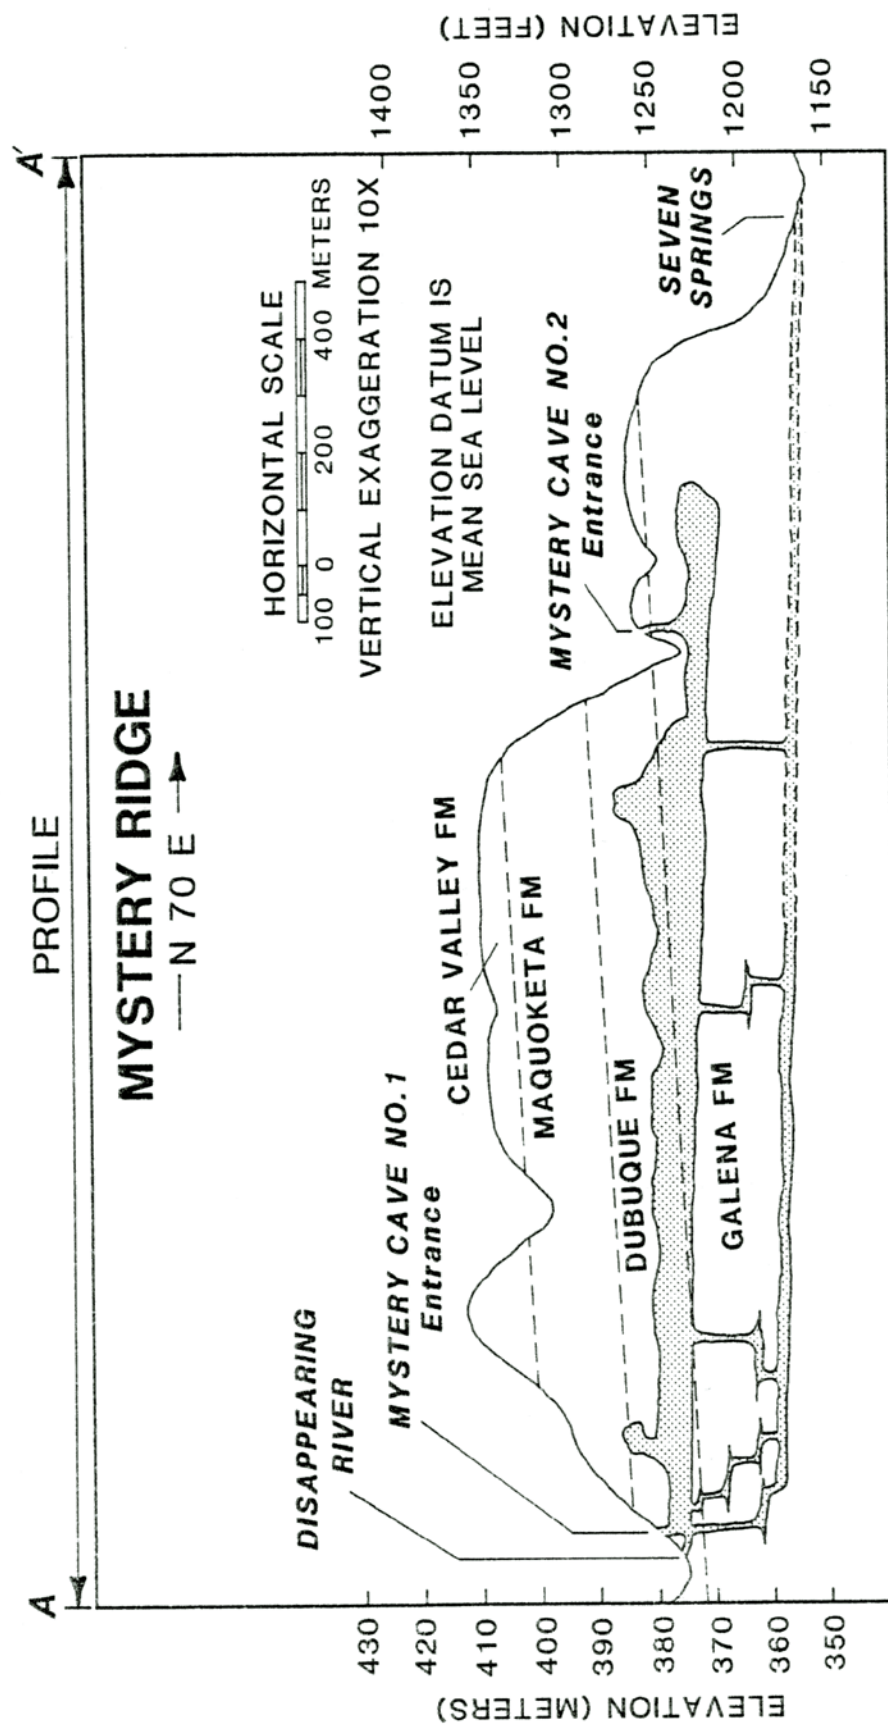 PROFILE
A
A′
MYSTERY RIDGE
N 70 E
HORIZONTAL SCALE
100 0 200 400 METERS
VERTICAL EXAGGERATION 10X
ELEVATION DATUM IS
MEAN SEA LEVEL
DISAPPEARING
RIVER
MYSTERY CAVE NO.1
Entrance
CEDAR VALLEY FM
MAQUOKETA FM
DUBUQUE FM
GALENA FM
MYSTERY CAVE NO.2
Entrance
SEVEN
SPRINGS
ELEVATION (METERS)
430
420
410
400
390
380
370
360
350
ELEVATION (FEET)
1400
1350
1300
1250
1200
1150